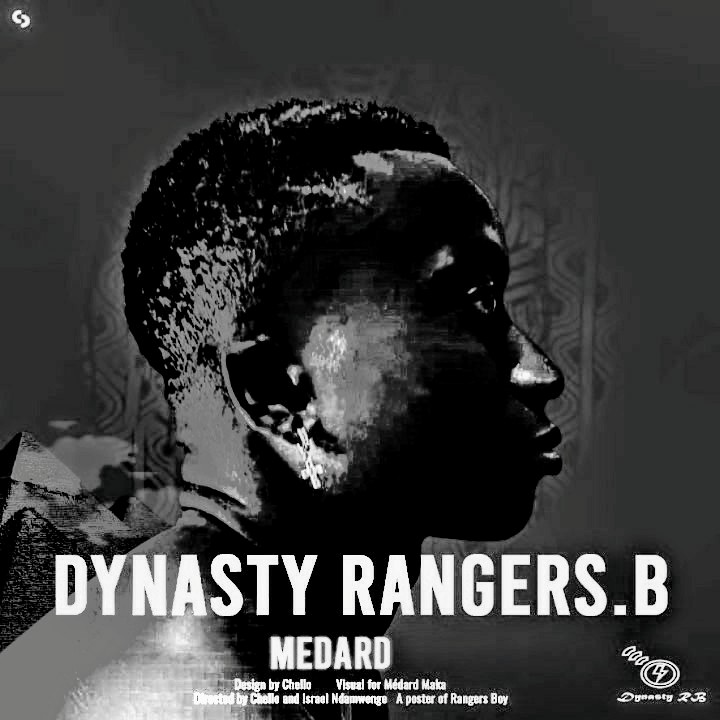 DYNASTY RANGERS.B
MEDARD
Design by Chello Visual for Médard Maka
Directed by Chello and Israel Ndamwenge A poster of Rangers Boy
Dynasty RB